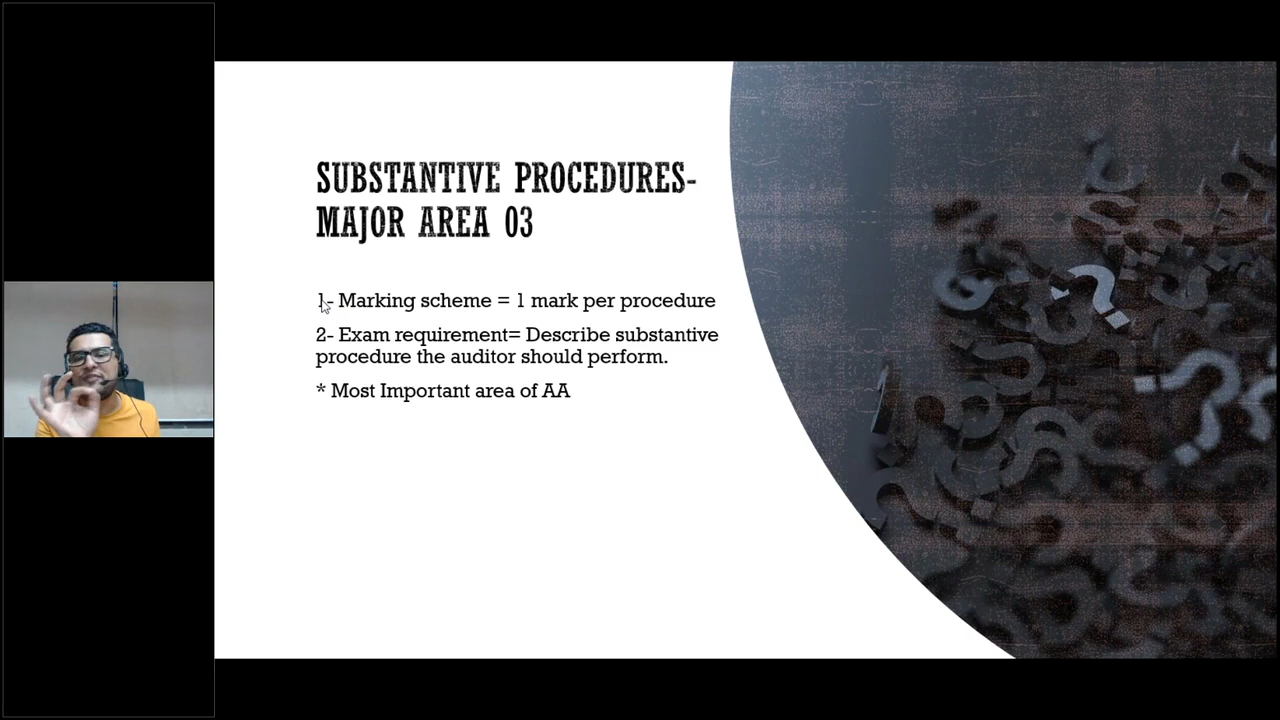 SUBSTANTIVE PROCEDURES-
MAJOR AREA 03
1- Marking scheme = 1 mark per procedure
2- Exam requirement= Describe substantive
procedure the auditor should perform.
* Most Important area of AA